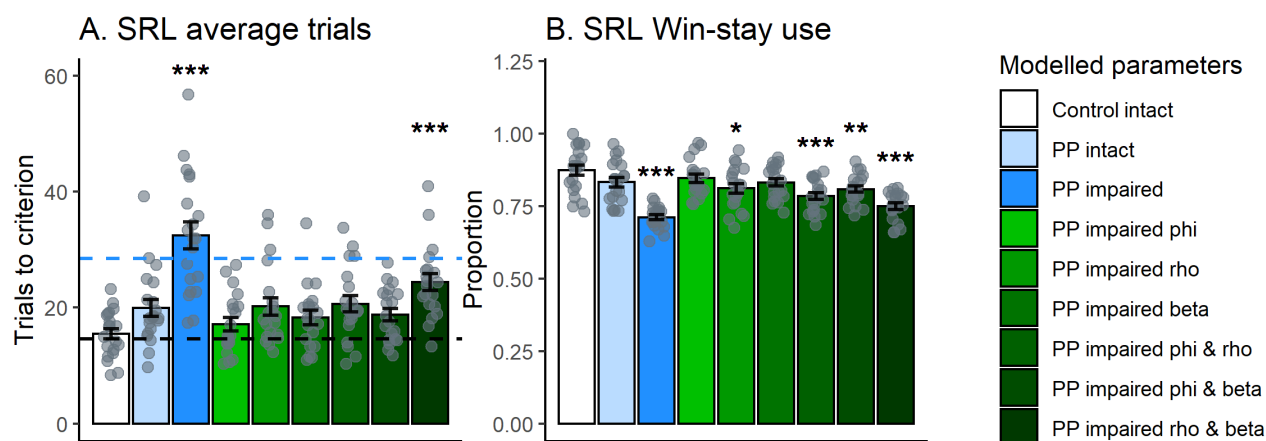 A. SRL average trials
Trials to criterion
60
40
20
0
***
***
B. SRL Win-stay use
Proportion
1.25
1.00
0.75
0.50
0.25
0.00
***
*
***
**
***
Modelled parameters
Control intact
PP intact
PP impaired
PP impaired phi
PP impaired rho
PP impaired beta
PP impaired phi & rho
PP impaired phi & beta
PP impaired rho & beta